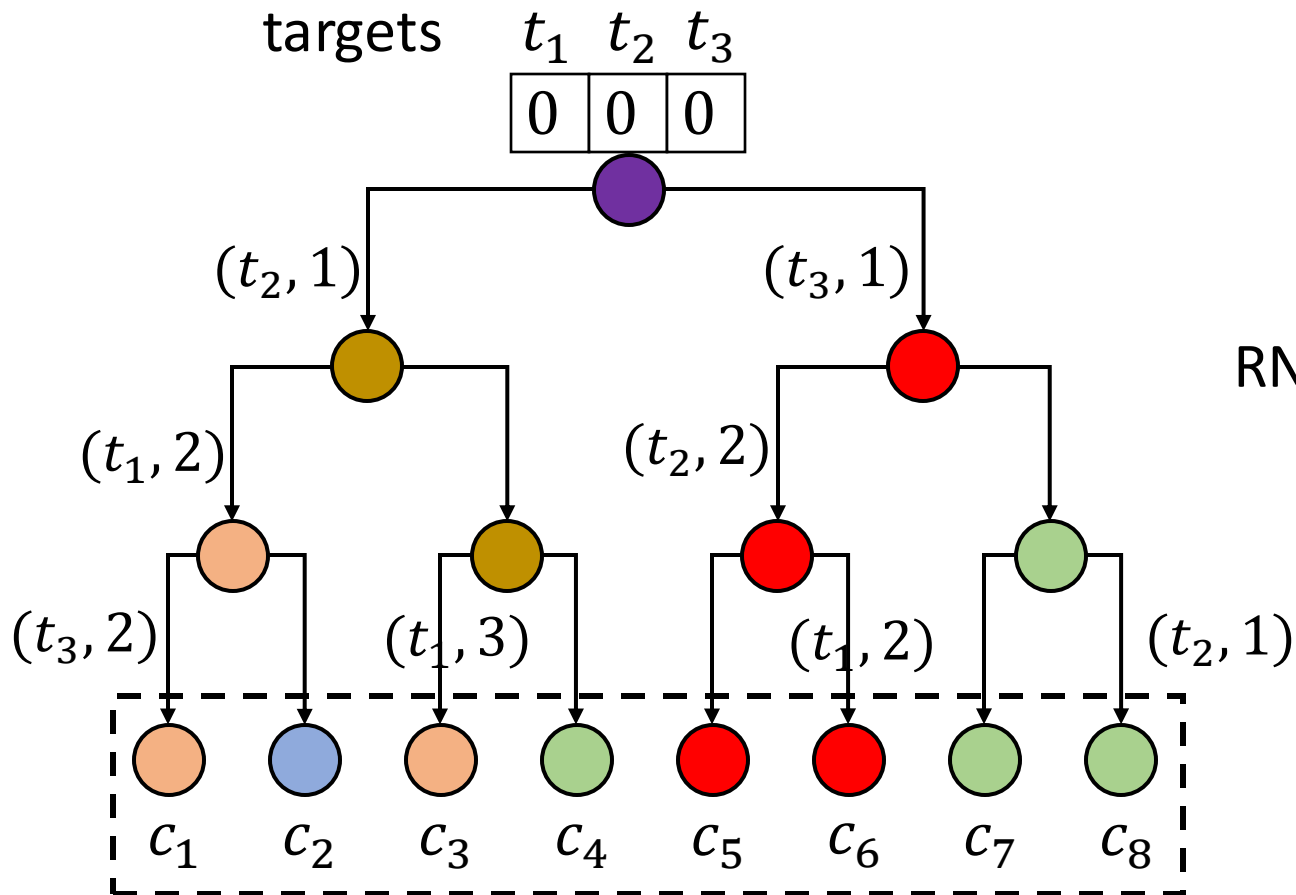 targets t₁ t₂ t₃
0 0 0
(t₂, 1) (t₃, 1)
RN
(t₁, 2) (t₂, 2)
(t₃, 2) (t₁, 3) (t₁, 2) (t₂, 1)
c₁ c₂ c₃ c₄ c₅ c₆ c₇ c₈